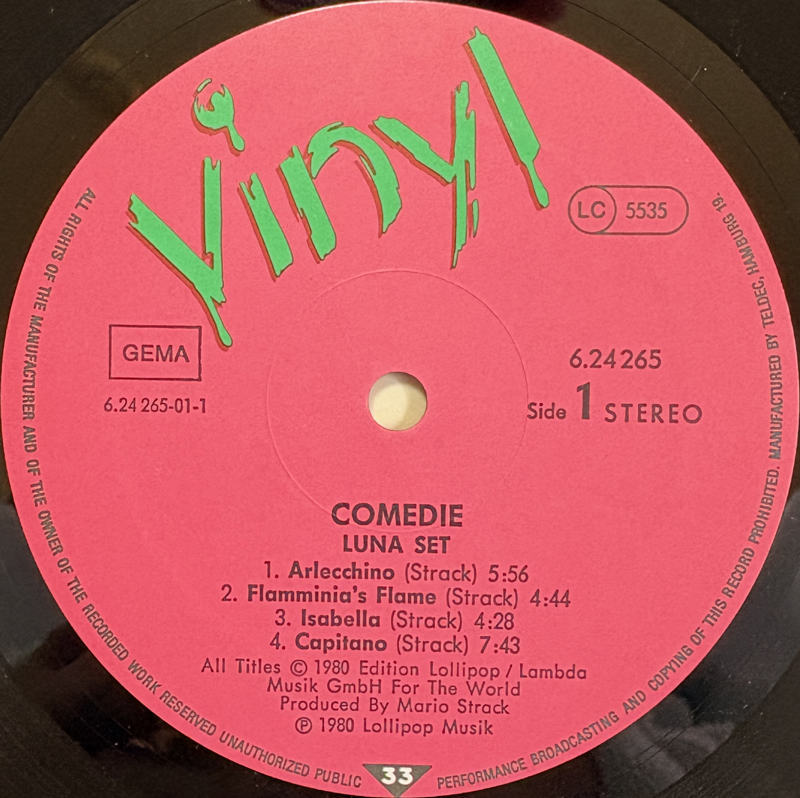 Vinyl
LC 5535
GEMA
6.24 265-01-1
6.24265
Side 1 STEREO
COMEDIE
LUNA SET
1. Arlecchino (Strack) 5:56
2. Flamminia's Flame (Strack) 4:44
3. Isabella (Strack) 4:28
4. Capitano (Strack) 7:43
All Titles © 1980 Edition Lollipop / Lambda
Musik GmbH For The World
Produced By Mario Strack
℗ 1980 Lollipop Musik
ALL RIGHTS OF THE MANUFACTURER AND OF THE OWNER OF THE RECORDED WORK RESERVED UNAUTHORIZED PUBLIC PERFORMANCE BROADCASTING AND COPYING OF THIS RECORD PROHIBITED. MANUFACTURED BY TELDEC, HAMBURG 19.
33